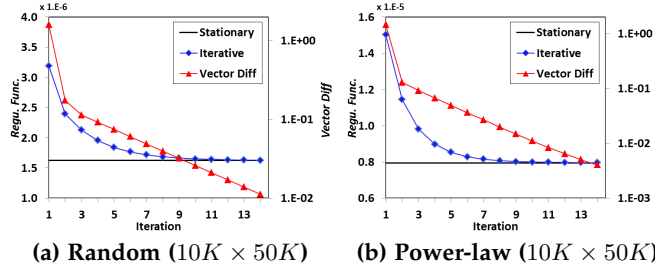 x 1.E-6
4.0
3.5
3.0
2.5
2.0
1.5
1.0
Regu. Func.
Stationary
Iterative
Vector Diff
1.E+00
1.E-01
1.E-02
Vector Diff
1 3 5 7 9 11 13
Iteration
(a) Random (10K × 50K)
x 1.E-5
1.6
1.4
1.2
1.0
0.8
0.6
Regu. Func.
Stationary
Iterative
Vector Diff
1.E+00
1.E-01
1.E-02
1.E-03
1 3 5 7 9 11 13
Iteration
(b) Power-law (10K × 50K)